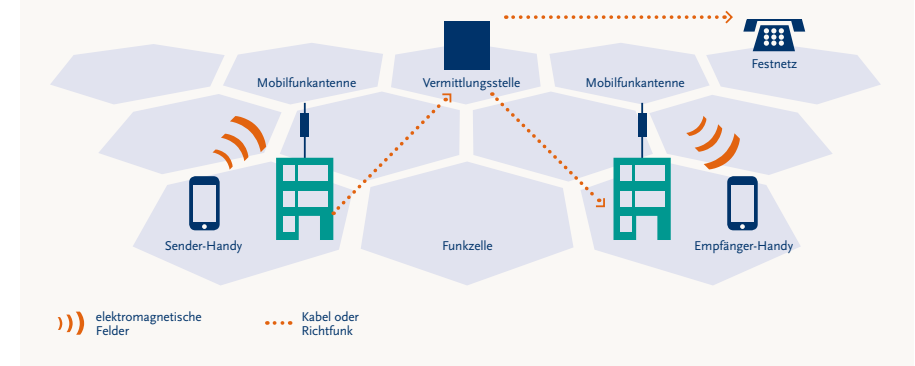 Festnetz
Mobilfunkantenne
Vermittlungsstelle
Mobilfunkantenne
Sender-Handy
Funkzelle
Empfänger-Handy
elektromagnetische
Felder
Kabel oder
Richtfunk